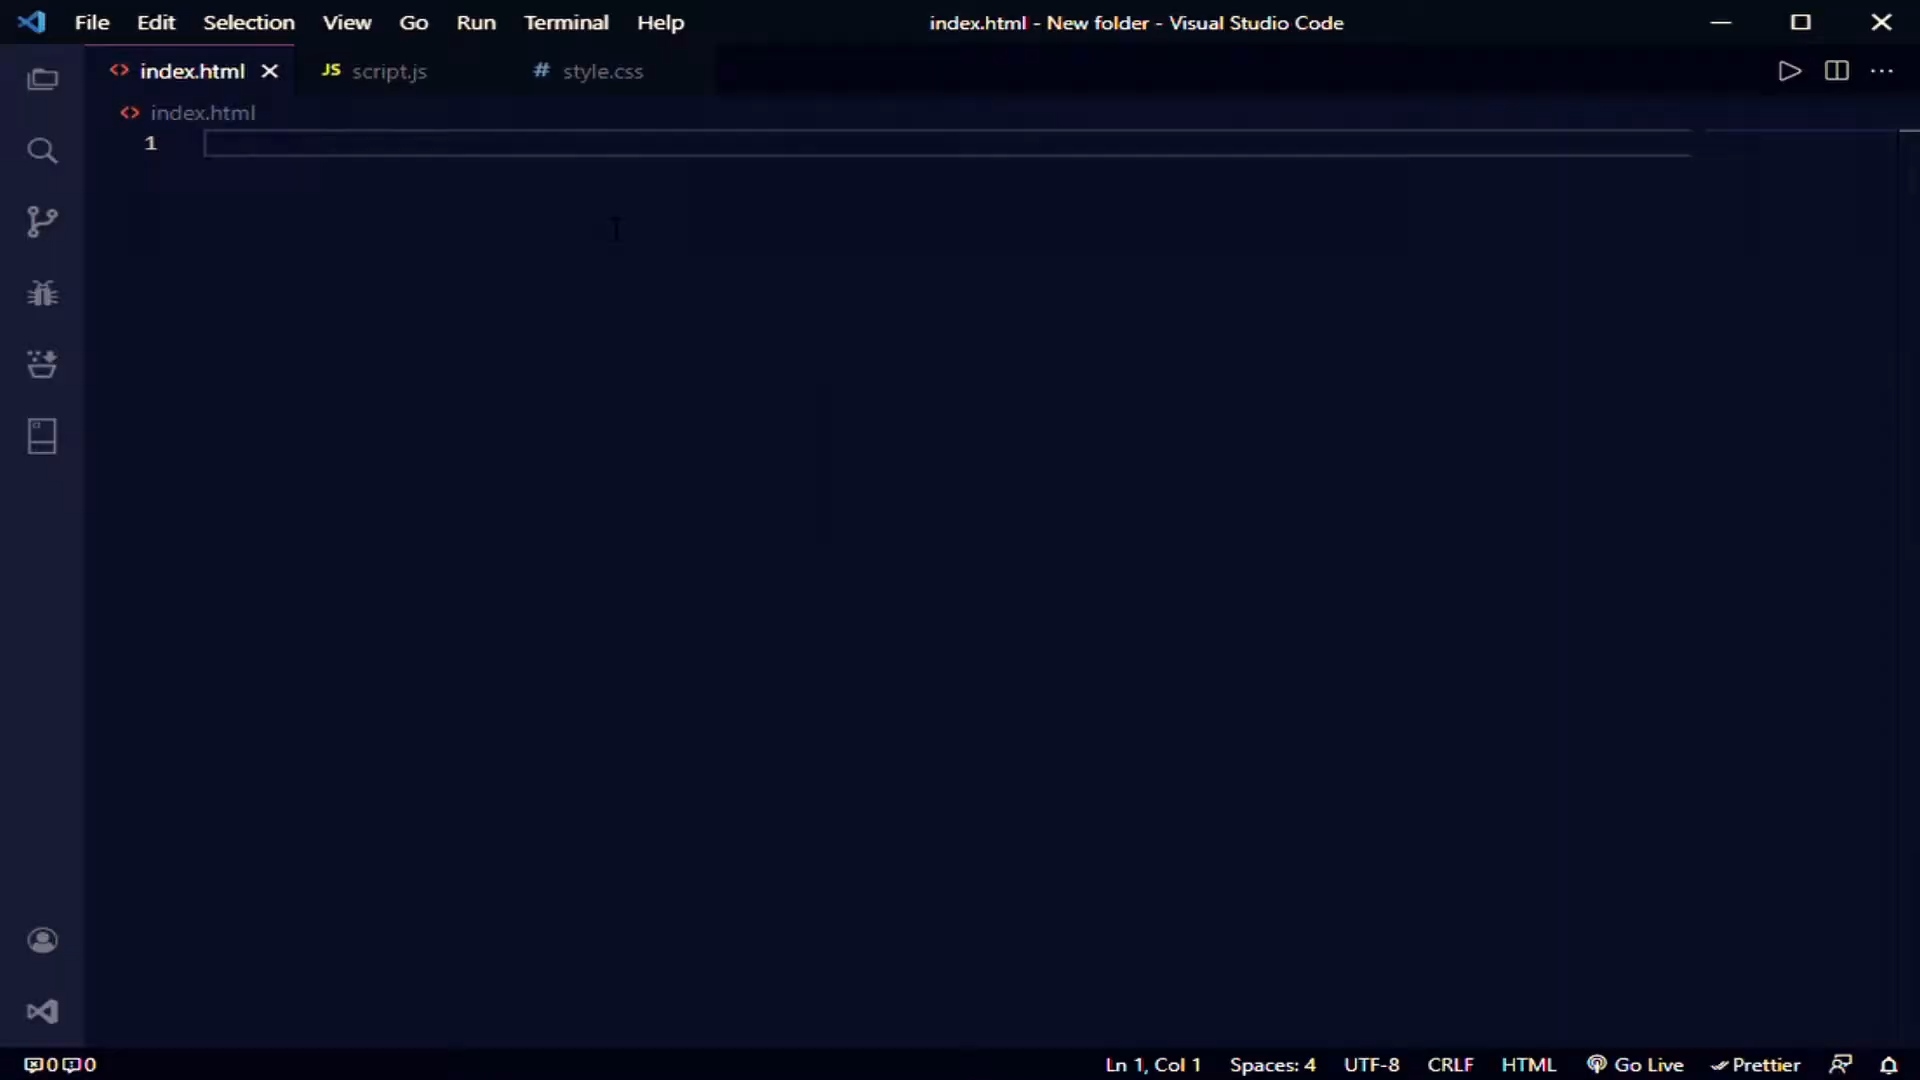 File Edit Selection View Go Run Terminal Help index.html - New folder - Visual Studio Code
<> index.html JS script.js # style.css
<> index.html
1
0 0 Ln 1, Col 1 Spaces: 4 UTF-8 CRLF HTML Go Live Prettier